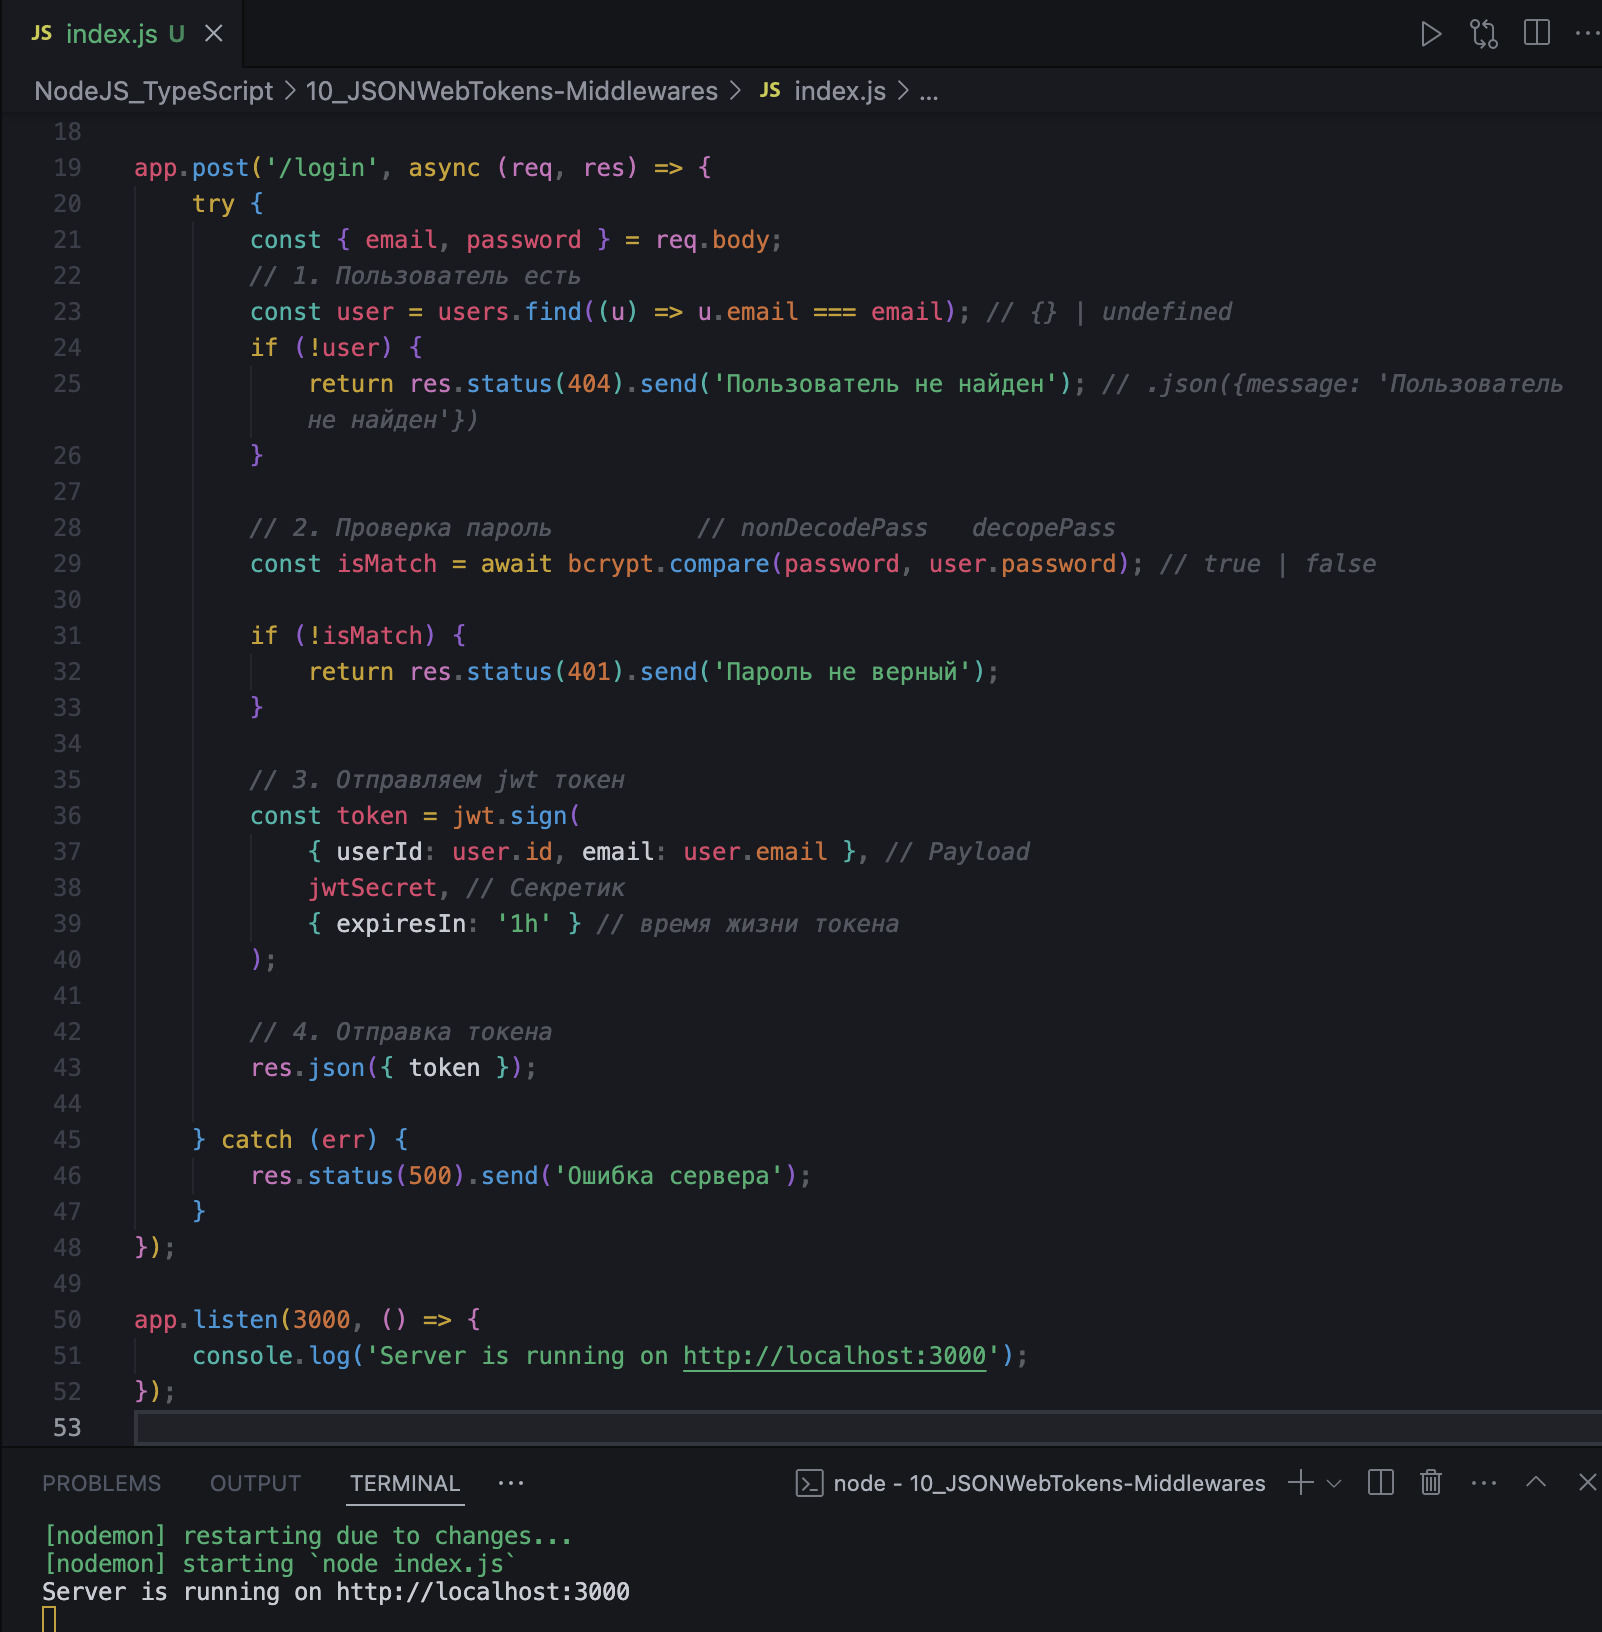 JS index.js U
NodeJS_TypeScript > 10_JSONWebTokens-Middlewares > JS index.js > ...
18
19 app.post('/login', async (req, res) => {
20 try {
21 const { email, password } = req.body;
22 // 1. Пользователь есть
23 const user = users.find((u) => u.email === email); // {} | undefined
24 if (!user) {
25 return res.status(404).send('Пользователь не найден'); // .json({message: 'Пользователь
не найден'})
26 }
27
28 // 2. Проверка пароль // nonDecodePass decopePass
29 const isMatch = await bcrypt.compare(password, user.password); // true | false
30
31 if (!isMatch) {
32 return res.status(401).send('Пароль не верный');
33 }
34
35 // 3. Отправляем jwt токен
36 const token = jwt.sign(
37 { userId: user.id, email: user.email }, // Payload
38 jwtSecret, // Секретик
39 { expiresIn: '1h' } // время жизни токена
40 );
41
42 // 4. Отправка токена
43 res.json({ token });
44
45 } catch (err) {
46 res.status(500).send('Ошибка сервера');
47 }
48 });
49
50 app.listen(3000, () => {
51 console.log('Server is running on http://localhost:3000');
52 });
53
PROBLEMS OUTPUT TERMINAL ... node - 10_JSONWebTokens-Middlewares
[nodemon] restarting due to changes...
[nodemon] starting `node index.js`
Server is running on http://localhost:3000